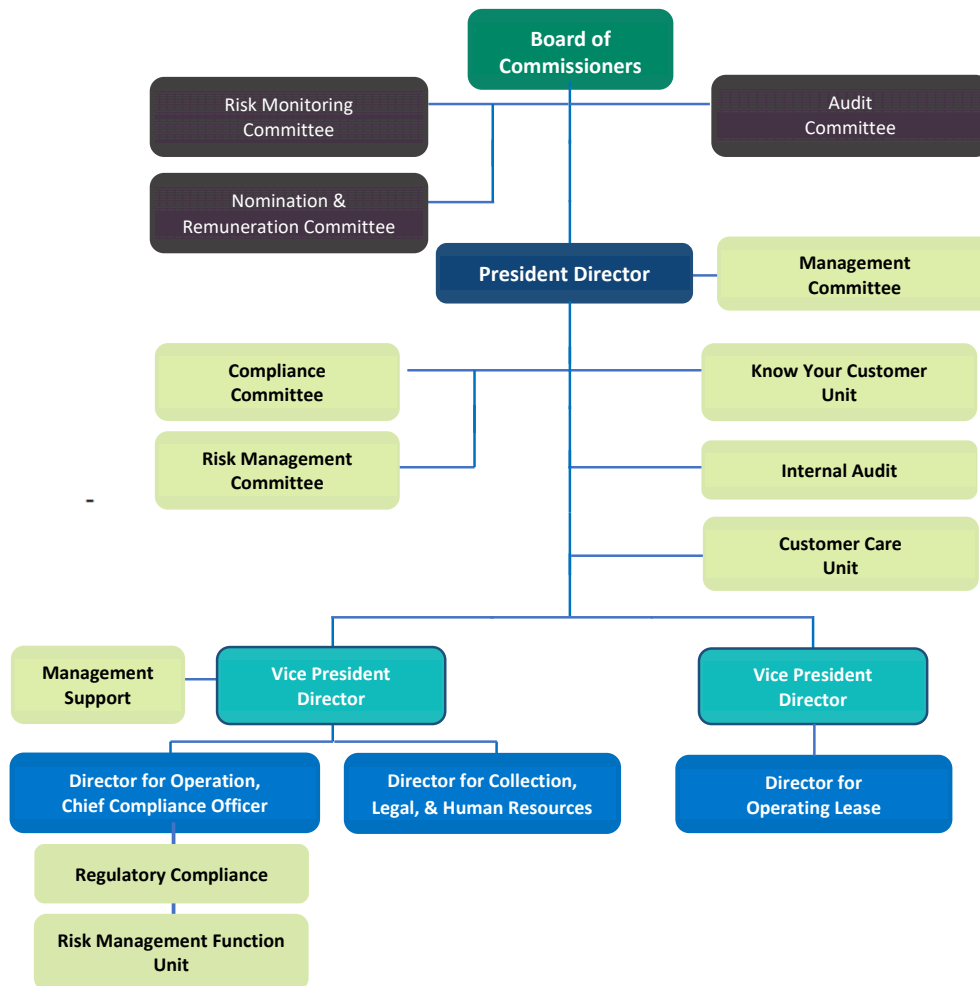 Board of
Commissioners
Risk Monitoring
Committee
Audit
Committee
Nomination &
Remuneration Committee
President Director
Management
Committee
Compliance
Committee
Know Your Customer
Unit
Risk Management
Committee
Internal Audit
-
Customer Care
Unit
Management
Support
Vice President
Director
Vice President
Director
Director for Operation,
Chief Compliance Officer
Director for Collection,
Legal, & Human Resources
Director for
Operating Lease
Regulatory Compliance
Risk Management Function
Unit